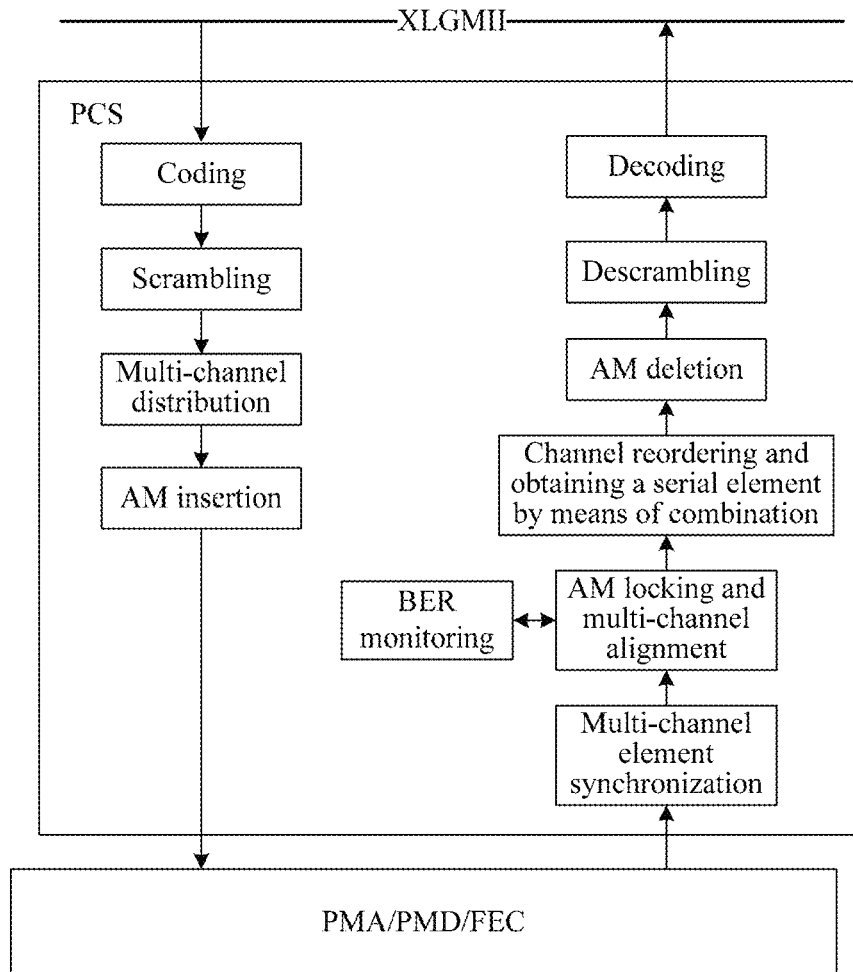 XLGMII
PCS
Coding
Scrambling
Multi-channel
distribution
AM insertion
Decoding
Descrambling
AM deletion
Channel reordering and
obtaining a serial element
by means of combination
BER
monitoring
AM locking and
multi-channel
alignment
Multi-channel
element
synchronization
PMA/PMD/FEC